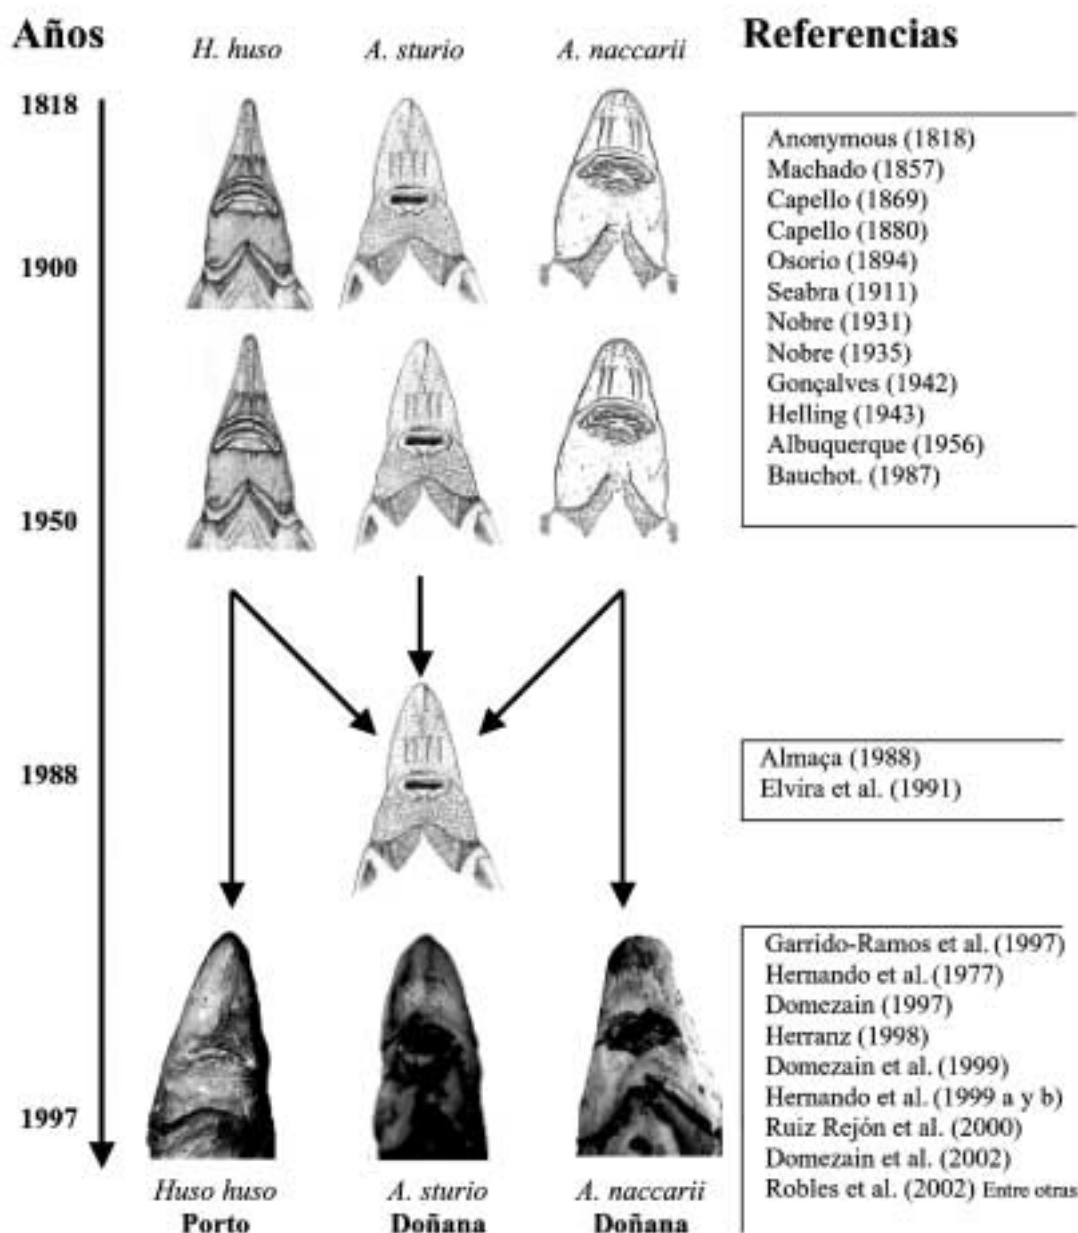 Años
H. huso
A. sturio
A. naccarii
Referencias
1818
1900
1950
1988
1997
Anonymous (1818)
Machado (1857)
Capello (1869)
Capello (1880)
Osorio (1894)
Seabra (1911)
Nobre (1931)
Nobre (1935)
Gonçalves (1942)
Helling (1943)
Albuquerque (1956)
Bauchot. (1987)
Almaça (1988)
Elvira et al. (1991)
Garrido-Ramos et al. (1997)
Hernando et al. (1977)
Domezain (1997)
Herranz (1998)
Domezain et al. (1999)
Hernando et al. (1999 a y b)
Ruiz Rejón et al. (2000)
Domezain et al. (2002)
Robles et al. (2002) Entre otras
Huso huso
Porto
A. sturio
Doñana
A. naccarii
Doñana